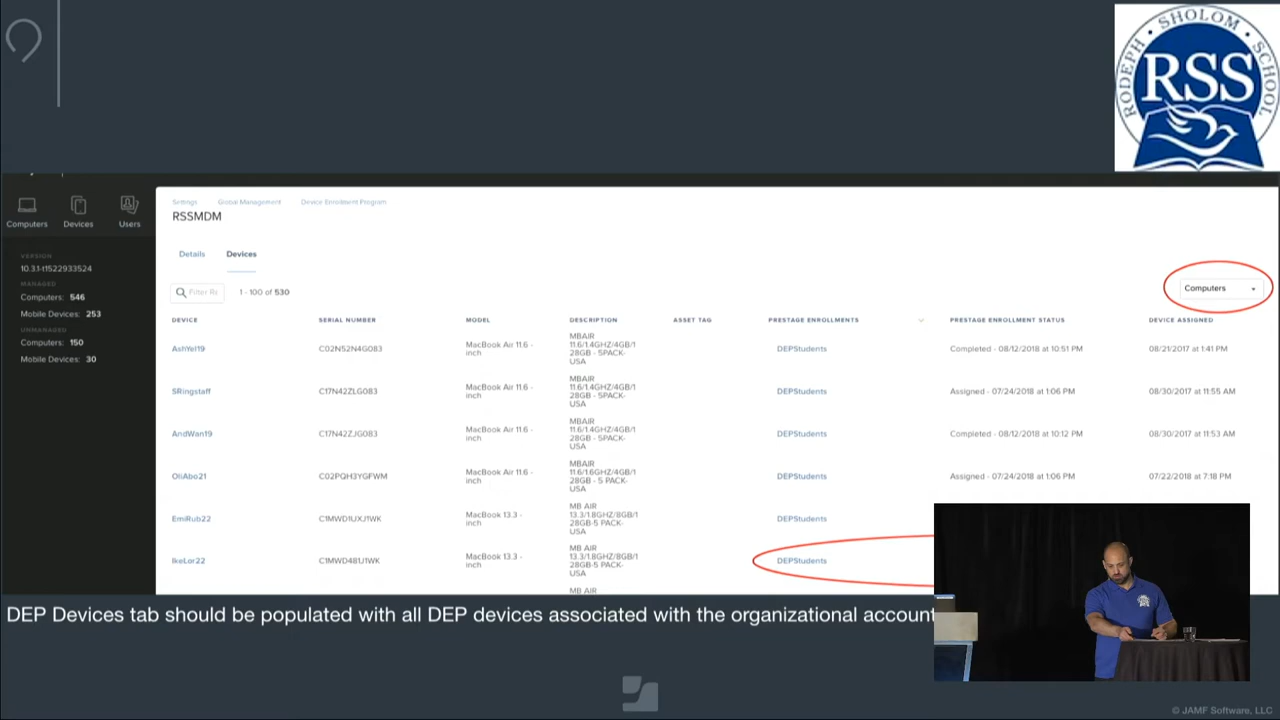 RODEPH · SHOLOM · SCHOOL
RSS
Computers Devices Users
VERSION
10.3.1-t1522933524
MANAGED
Computers: 546
Mobile Devices: 253
UNMANAGED
Computers: 150
Mobile Devices: 30
Settings Global Management Device Enrollment Program
RSSMDM
Details Devices
Filter Re 1 - 100 of 530 Computers
DEVICE SERIAL NUMBER MODEL DESCRIPTION ASSET TAG PRESTAGE ENROLLMENTS PRESTAGE ENROLLMENT STATUS DEVICE ASSIGNED
AshYel19 C02N52N4G083 MacBook Air 11.6 -
inch
MBAIR
11.6/1.4GHZ/4GB/1
28GB - 5PACK-
USA
DEPStudents Completed - 08/12/2018 at 10:51 PM 08/21/2017 at 1:41 PM
SRingstaff C17N42ZLG083 MacBook Air 11.6 -
inch
MBAIR
11.6/1.4GHZ/4GB/1
28GB - 5PACK-
USA
DEPStudents Assigned - 07/24/2018 at 1:06 PM 08/30/2017 at 11:55 AM
AndWan19 C17N42ZJG083 MacBook Air 11.6 -
inch
MBAIR
11.6/1.4GHZ/4GB/1
28GB - 5PACK-
USA
DEPStudents Completed - 08/12/2018 at 10:12 PM 08/30/2017 at 11:53 AM
OliAbo21 C02PQH3YGFWM MacBook Air 11.6 -
inch
MBAIR
11.6/1.6GHZ/4GB/1
28GB - 5 PACK-
USA
DEPStudents Assigned - 07/24/2018 at 1:06 PM 07/22/2018 at 7:18 PM
EmiRub22 C1MWD1UXJ1WK MacBook 13.3 -
inch
MB AIR
13.3/1.8GHZ/8GB/1
28GB-5 PACK-
USA
DEPStudents
IkeLor22 C1MWD481J1WK MacBook 13.3 -
inch
MB AIR
13.3/1.8GHZ/8GB/1
28GB-5 PACK-
USA
DEPStudents
MB AIR
DEP Devices tab should be populated with all DEP devices associated with the organizational account
© JAMF Software, LLC